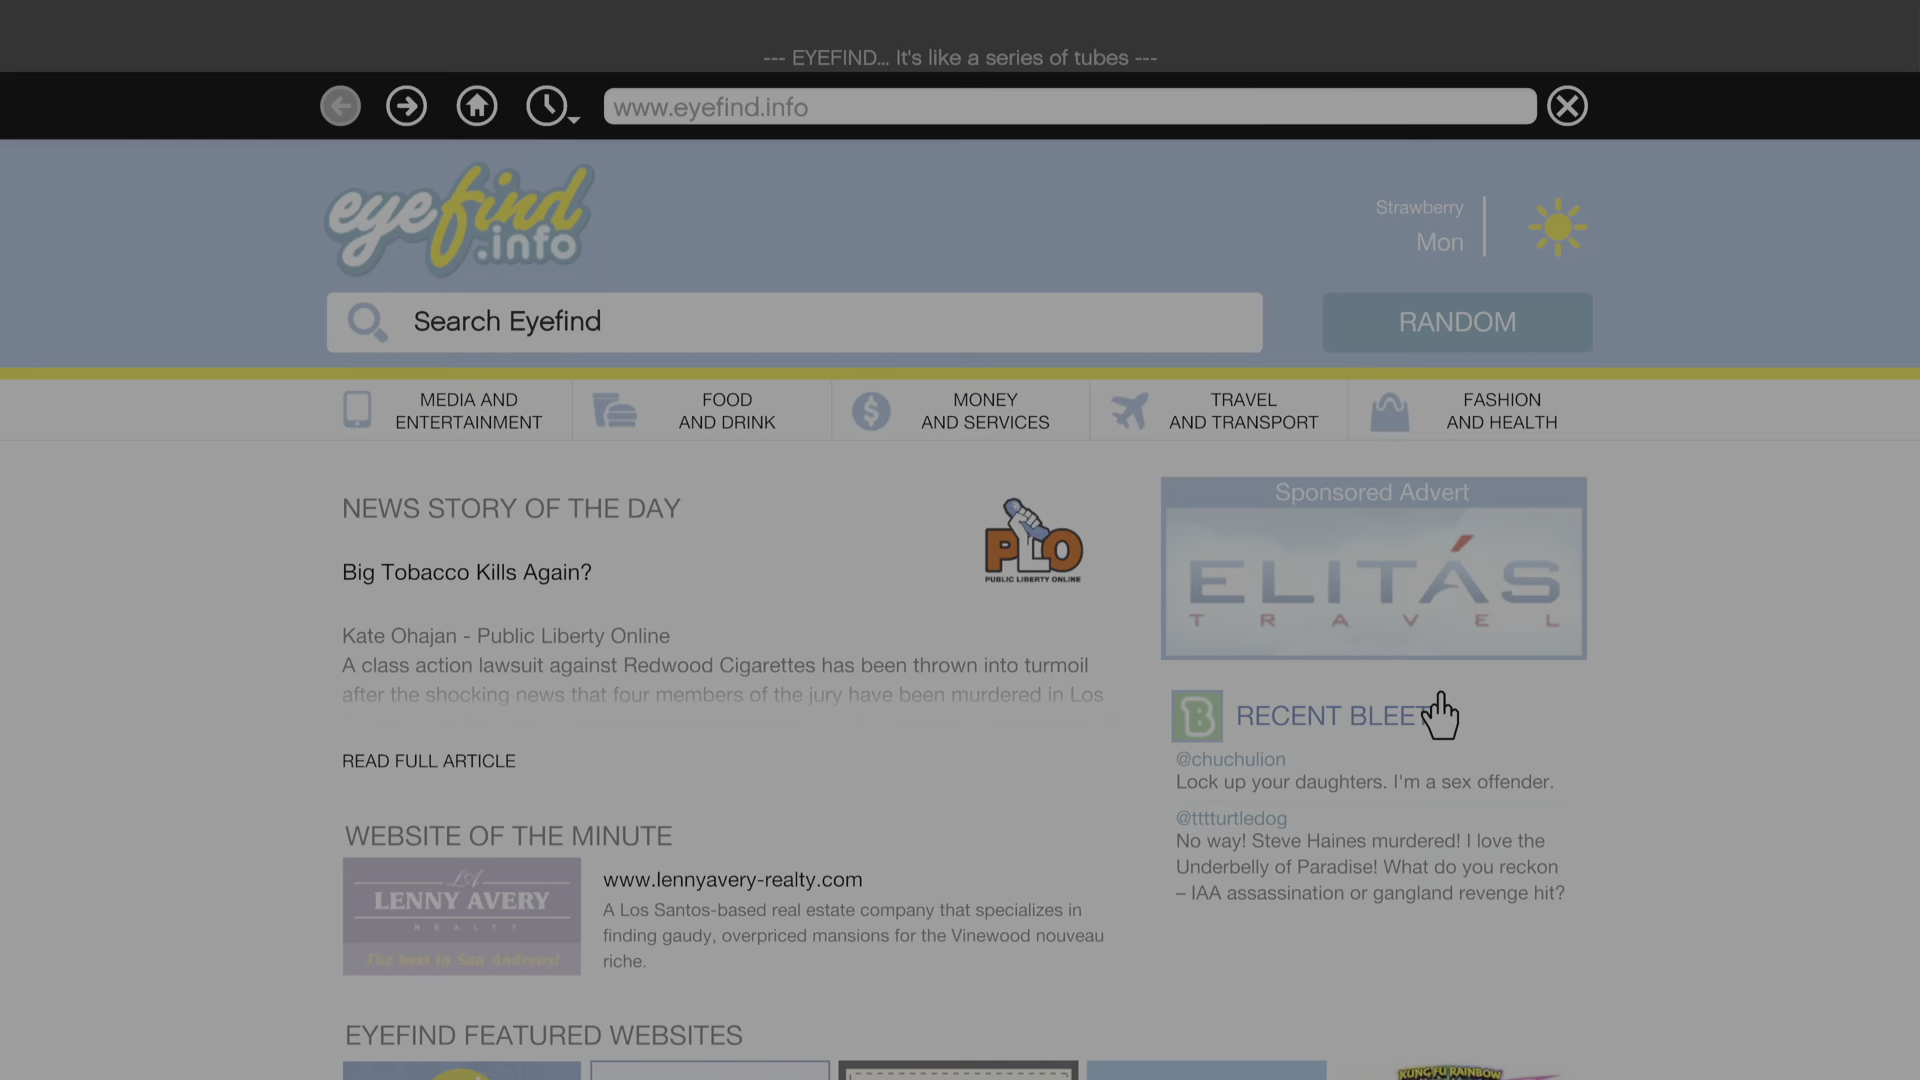 --- EYEFIND... It's like a series of tubes ---
www.eyefind.info
eyefind
.info
Strawberry
Mon
Search Eyefind
RANDOM
MEDIA AND
ENTERTAINMENT
FOOD
AND DRINK
MONEY
AND SERVICES
TRAVEL
AND TRANSPORT
FASHION
AND HEALTH
NEWS STORY OF THE DAY
PLO
PUBLIC LIBERTY ONLINE
Big Tobacco Kills Again?
Kate Ohajan - Public Liberty Online
A class action lawsuit against Redwood Cigarettes has been thrown into turmoil
after the shocking news that four members of the jury have been murdered in Los
READ FULL ARTICLE
Sponsored Advert
ELITÁS
TRAVEL
B
RECENT BLEET
@chuchulion
Lock up your daughters. I'm a sex offender.
@tttturtledog
No way! Steve Haines murdered! I love the
Underbelly of Paradise! What do you reckon
– IAA assassination or gangland revenge hit?
WEBSITE OF THE MINUTE
LA
LENNY AVERY
REALTY
The best in San Andreas!
www.lennyavery-realty.com
A Los Santos-based real estate company that specializes in
finding gaudy, overpriced mansions for the Vinewood nouveau
riche.
EYEFIND FEATURED WEBSITES
KUNG FU RAINBOW